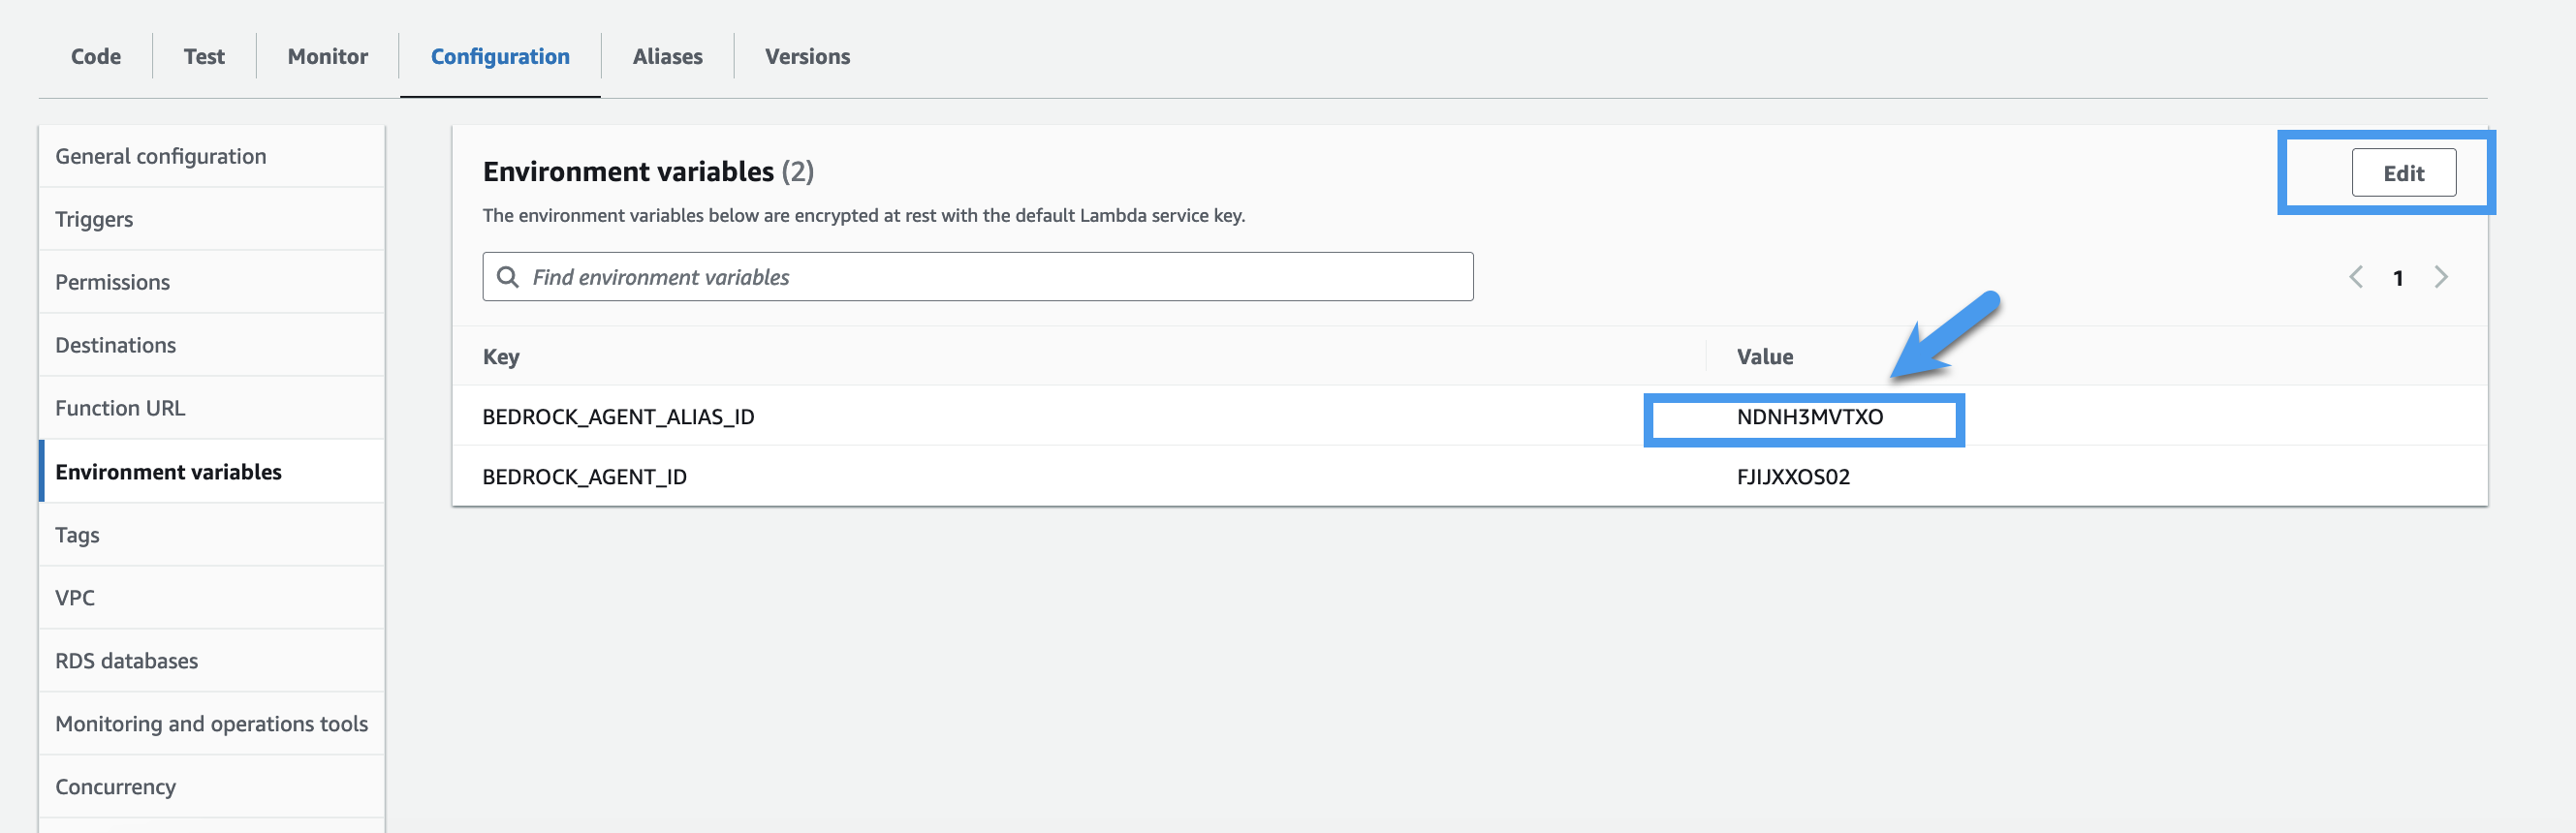 Code Test Monitor Configuration Aliases Versions
General configuration
Triggers
Permissions
Destinations
Function URL
Environment variables
Tags
VPC
RDS databases
Monitoring and operations tools
Concurrency
Environment variables (2)
Edit
The environment variables below are encrypted at rest with the default Lambda service key.
Find environment variables
1
Key Value
BEDROCK_AGENT_ALIAS_ID NDNH3MVTXO
BEDROCK_AGENT_ID FJIJXXOS02